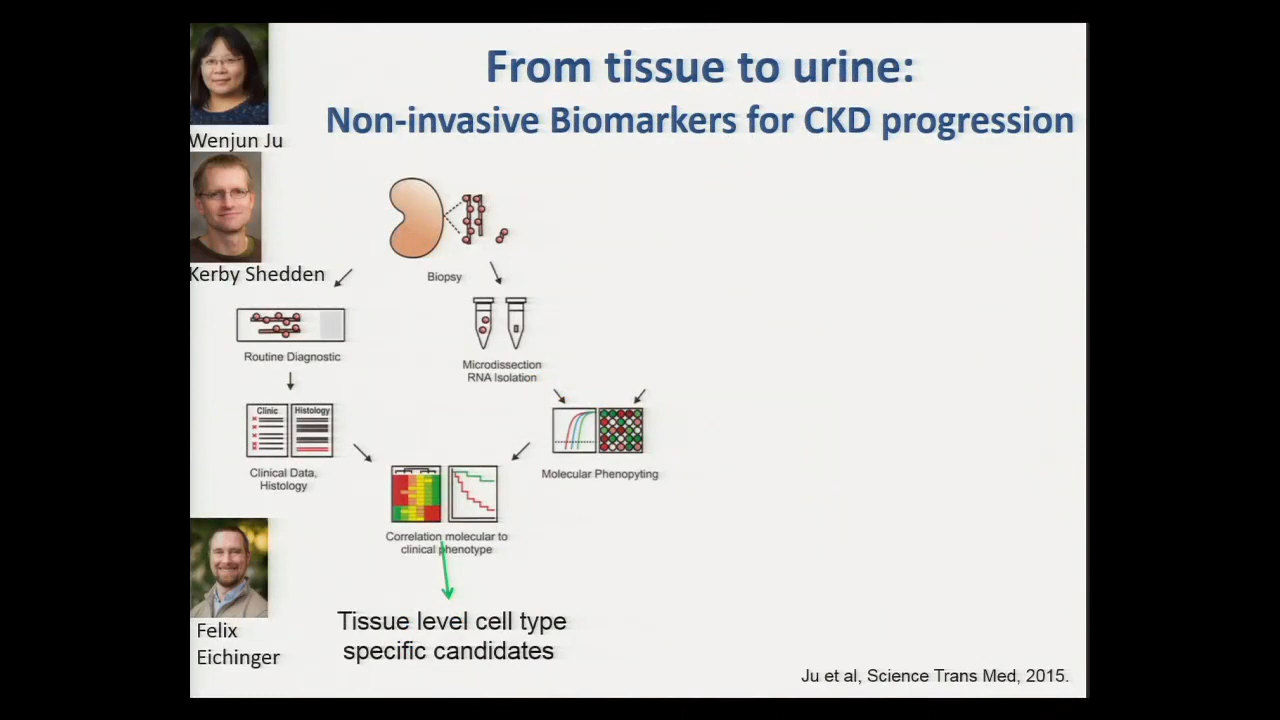 From tissue to urine:
Non-invasive Biomarkers for CKD progression
Wenjun Ju
Kerby Shedden
Biopsy
Routine Diagnostic
Microdissection
RNA Isolation
Clinic
Histology
Clinical Data,
Histology
Molecular Phenopyting
Correlation molecular to
clinical phenotype
Felix
Eichinger
Tissue level cell type
specific candidates
Ju et al, Science Trans Med, 2015.